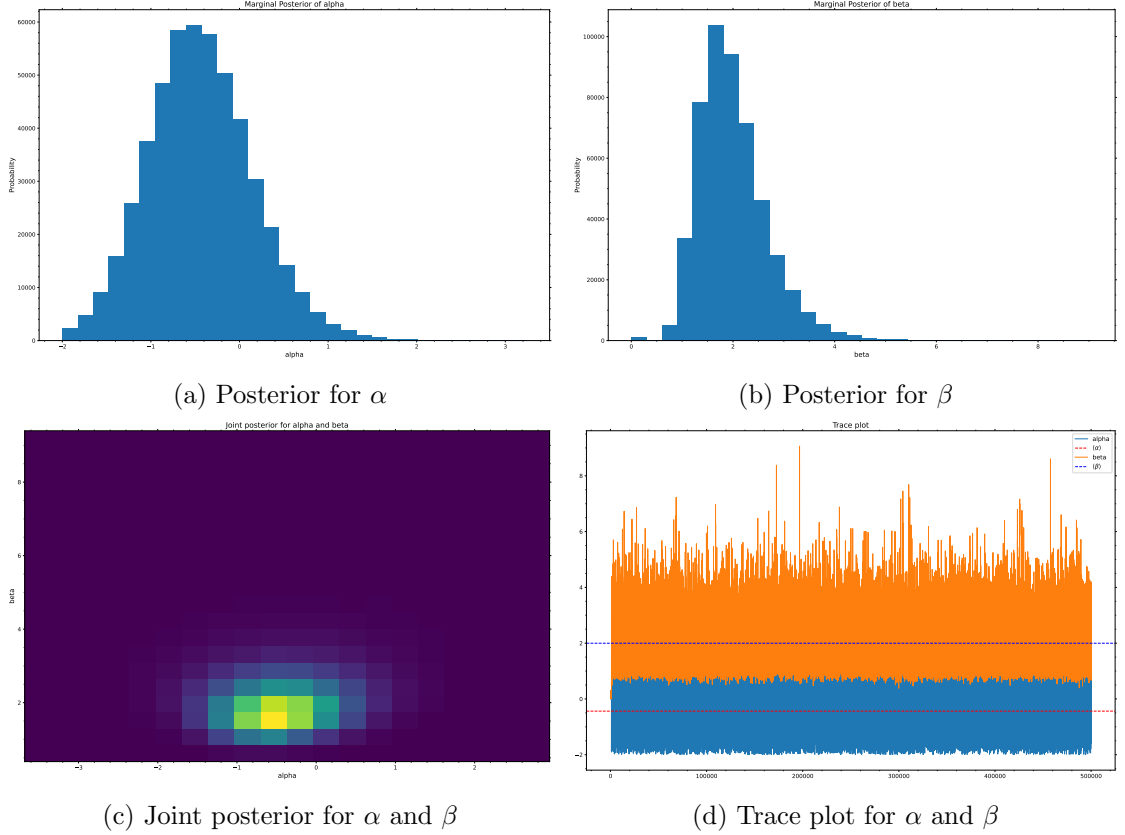 Marginal Posterior of alpha
60000
50000
40000
30000
20000
10000
0
Probability
-2 -1 0 1 2 3
alpha
(a) Posterior for α
Marginal Posterior of beta
100000
80000
60000
40000
20000
0
Probability
0 2 4 6 8
beta
(b) Posterior for β
Joint posterior for alpha and beta
8
6
4
2
beta
−3 −2 −1 0 1 2
alpha
(c) Joint posterior for α and β
Trace plot
alpha
⟨α⟩
beta
⟨β⟩
8
6
4
2
0
−2
0 100000 200000 300000 400000 500000
(d) Trace plot for α and β